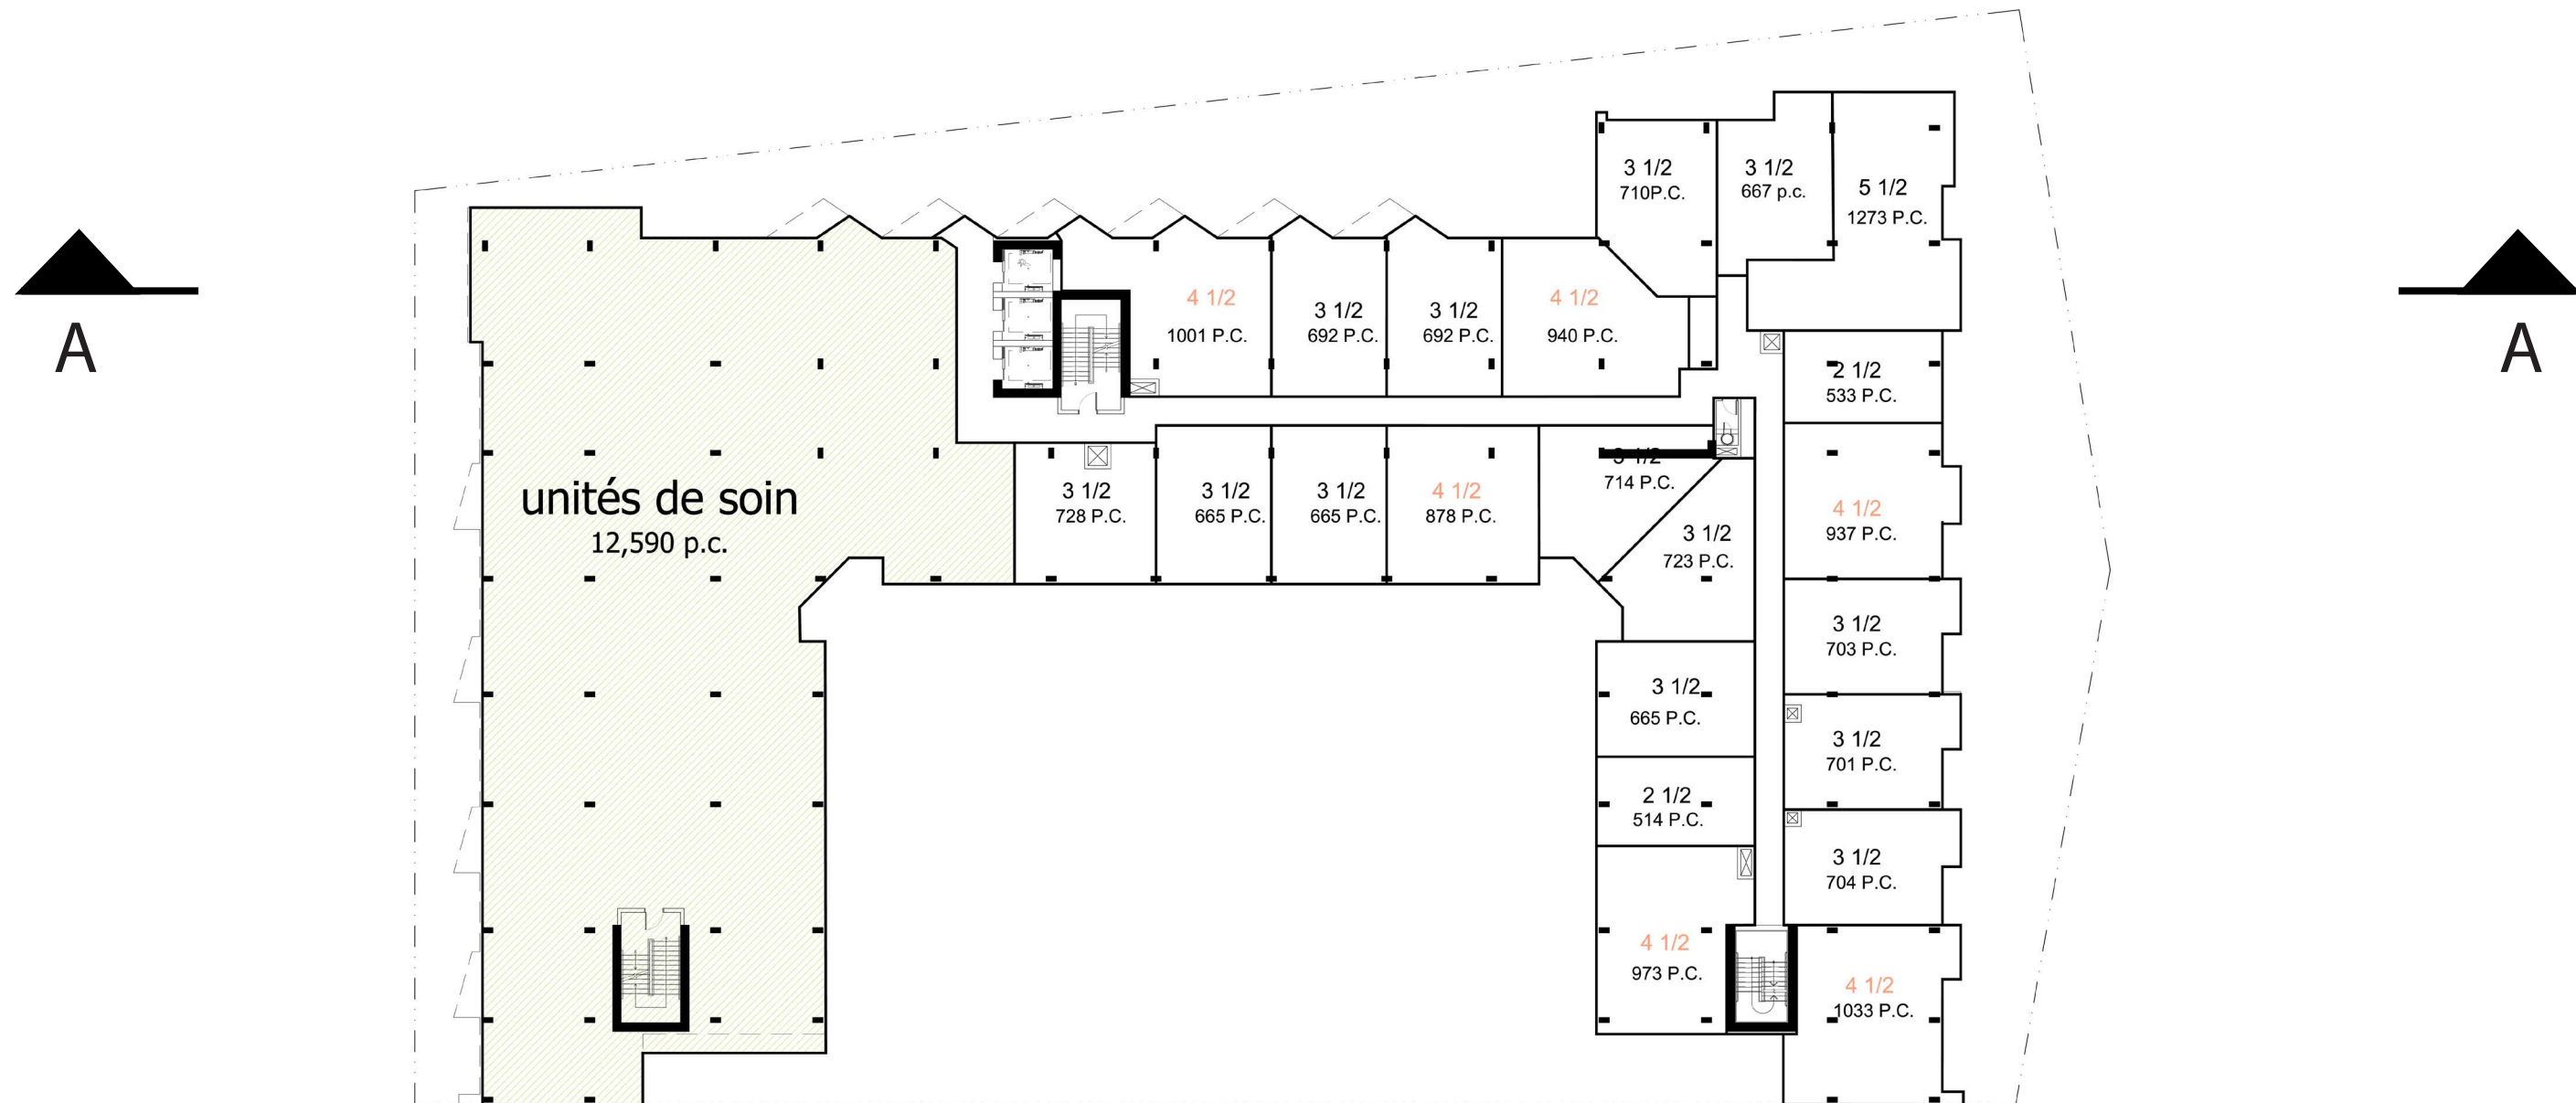 3 1/2
710P.C.
3 1/2
667 p.c.
5 1/2
1273 P.C.
A
A
4 1/2
1001 P.C.
3 1/2
692 P.C.
3 1/2
692 P.C.
4 1/2
940 P.C.
2 1/2
533 P.C.
unités de soin
12,590 p.c.
3 1/2
728 P.C.
3 1/2
665 P.C.
3 1/2
665 P.C.
4 1/2
878 P.C.
3 1/2
714 P.C.
3 1/2
723 P.C.
4 1/2
937 P.C.
3 1/2
703 P.C.
3 1/2
665 P.C.
3 1/2
701 P.C.
2 1/2
514 P.C.
3 1/2
704 P.C.
4 1/2
973 P.C.
4 1/2
1033 P.C.